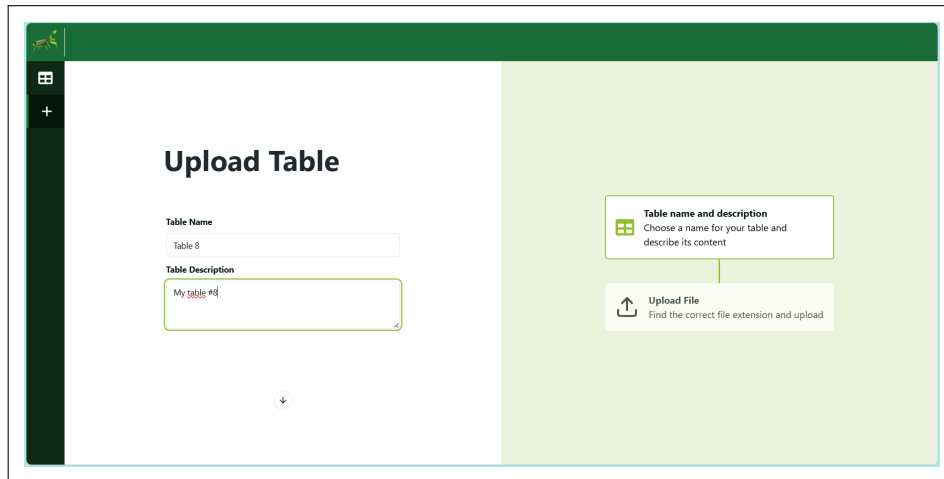 Upload Table
Table Name
Table 8
Table Description
My table #8
Table name and description
Choose a name for your table and
describe its content
Upload File
Find the correct file extension and upload